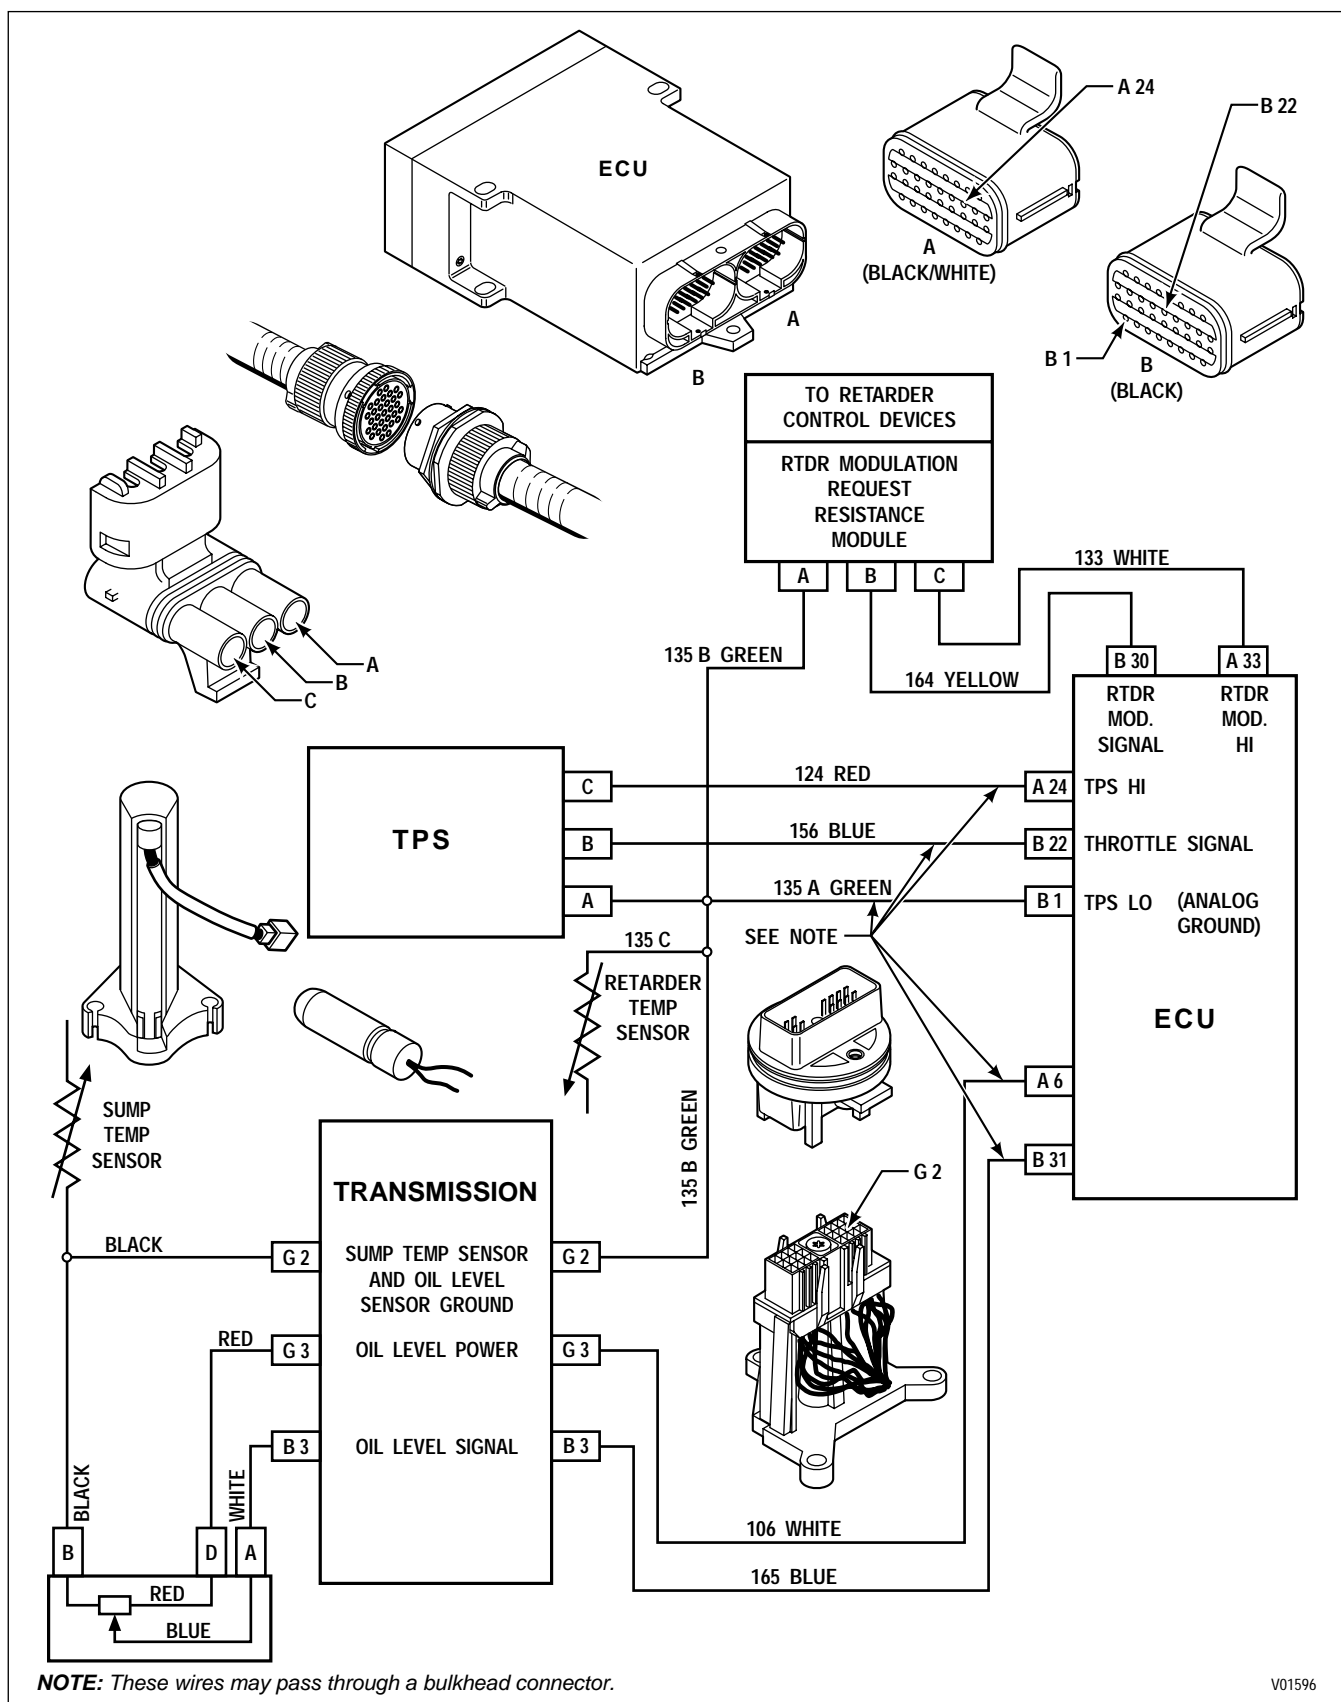 ECU
A 24
B 22
A
(BLACK/WHITE)
A
B
B 1
B
(BLACK)
TO RETARDER
CONTROL DEVICES
RTDR MODULATION
REQUEST
RESISTANCE
MODULE
A
B
C
133 WHITE
135 B GREEN
164 YELLOW
B 30
A 33
RTDR
MOD.
SIGNAL
RTDR
MOD.
HI
A
B
C
TPS
C
B
A
124 RED
156 BLUE
135 A GREEN
A 24
TPS HI
B 22
THROTTLE SIGNAL
B 1
TPS LO
(ANALOG
GROUND)
SEE NOTE
135 C
RETARDER
TEMP
SENSOR
ECU
A 6
B 31
SUMP
TEMP
SENSOR
135 B GREEN
G 2
TRANSMISSION
BLACK
G 2
SUMP TEMP SENSOR
AND OIL LEVEL
SENSOR GROUND
G 2
RED
G 3
OIL LEVEL POWER
G 3
B 3
OIL LEVEL SIGNAL
B 3
BLACK
WHITE
106 WHITE
165 BLUE
B
D
A
RED
BLUE
NOTE: These wires may pass through a bulkhead connector.
V01596